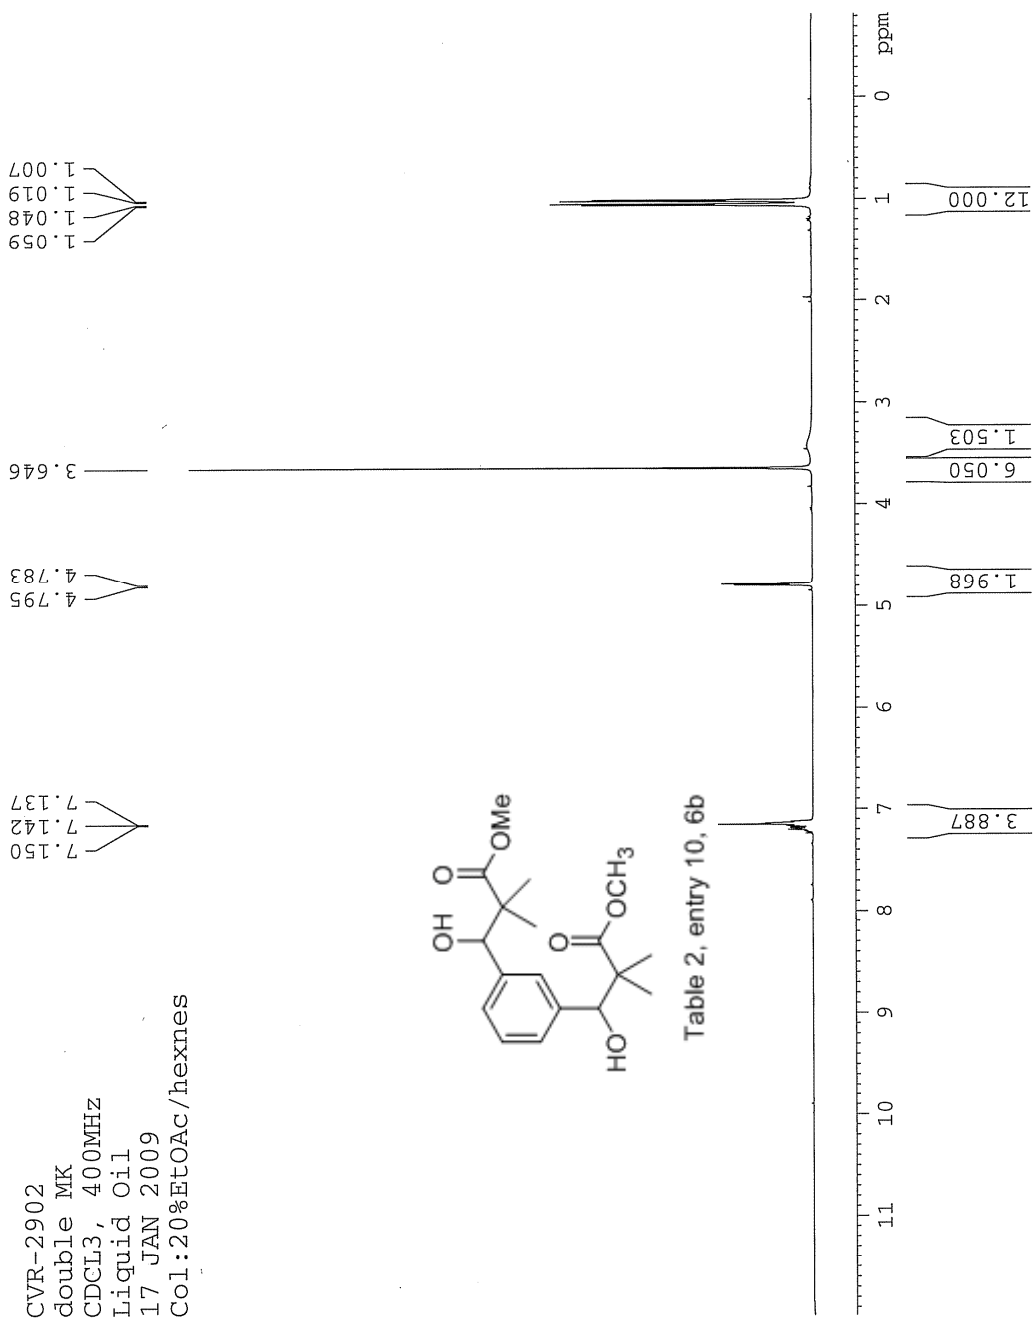 CVR-2902
double MK
CDCL3, 400MHz
Liquid Oil
17 JAN 2009
Col:20%EtOAc/hexnes
7.150
7.142
7.137
4.795
4.783
3.646
1.059
1.048
1.019
1.007
OH
O
OMe
O
OCH3
HO
Table 2, entry 10, 6b
11
10
9
8
7
6
5
4
3
2
1
0
ppm
3.887
1.968
6.050
1.503
12.000